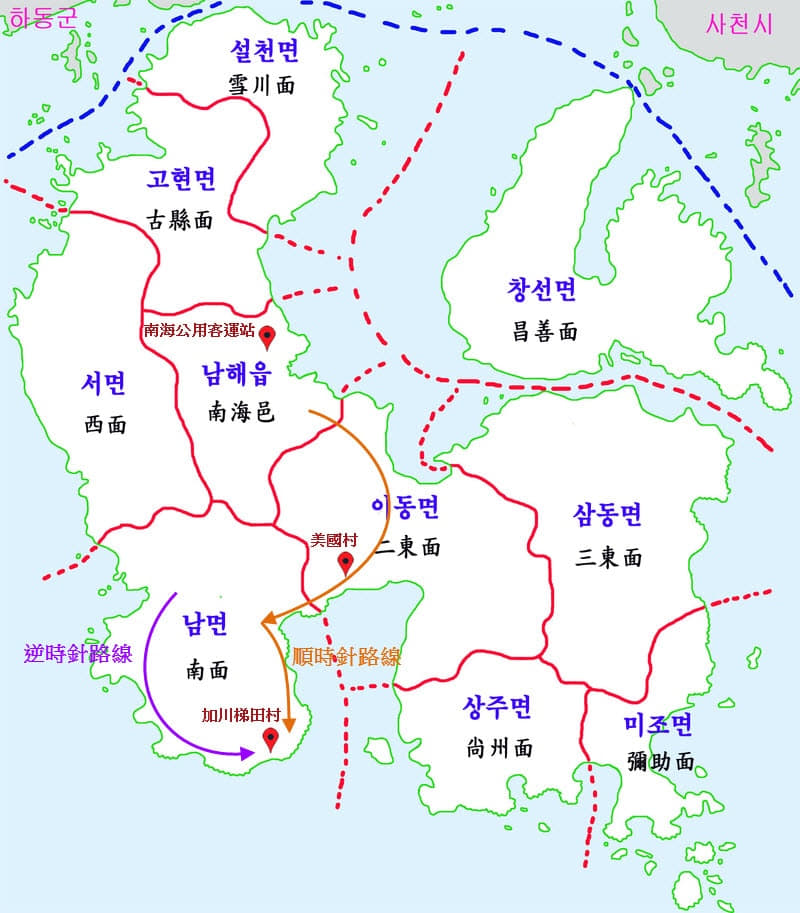 하동군
사천시
설천면
雪川面
고현면
古縣面
창선면
昌善面
南海公用客運站
남해읍
南海邑
서면
西面
이동면
二東面
美國村
삼동면
三東面
남면
南面
逆時針路線
順時針路線
加川梯田村
상주면
尙州面
미조면
彌助面